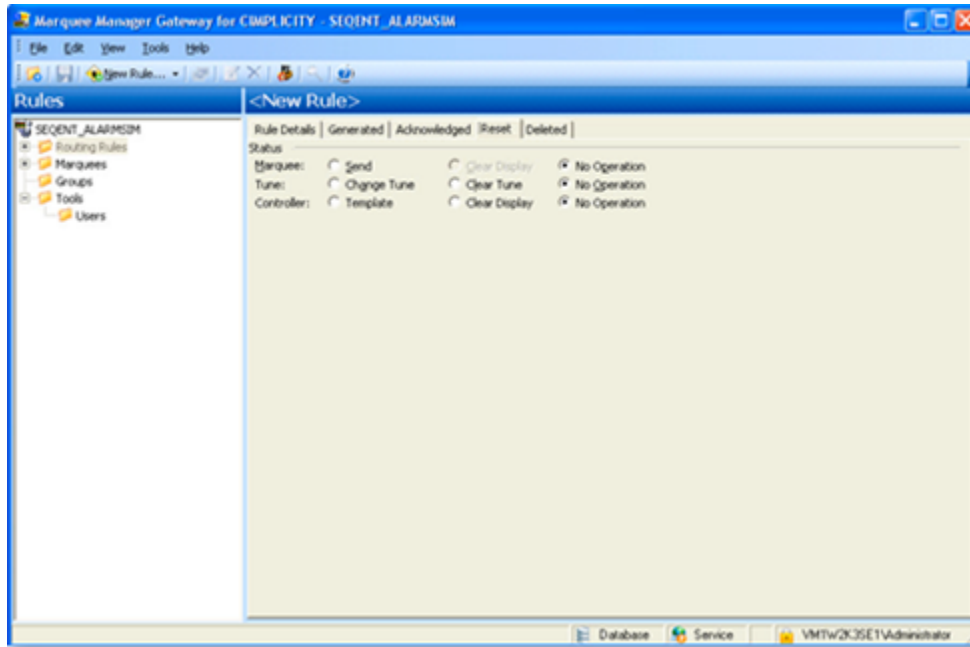 Marquee Manager Gateway for CIMPLICITY - SEQENT_ALARMSIM
File Edit View Tools Help
New Rule...
Rules
<New Rule>
SEQENT_ALARMSIM
Routing Rules
Marquees
Groups
Tools
Users
Rule Details Generated Acknowledged Reset Deleted
Status
Marquee: Send Clear Display No Operation
Tune: Change Tune Clear Tune No Operation
Controller: Template Clear Display No Operation
Database Service VM1W2K3SE1\Administrator